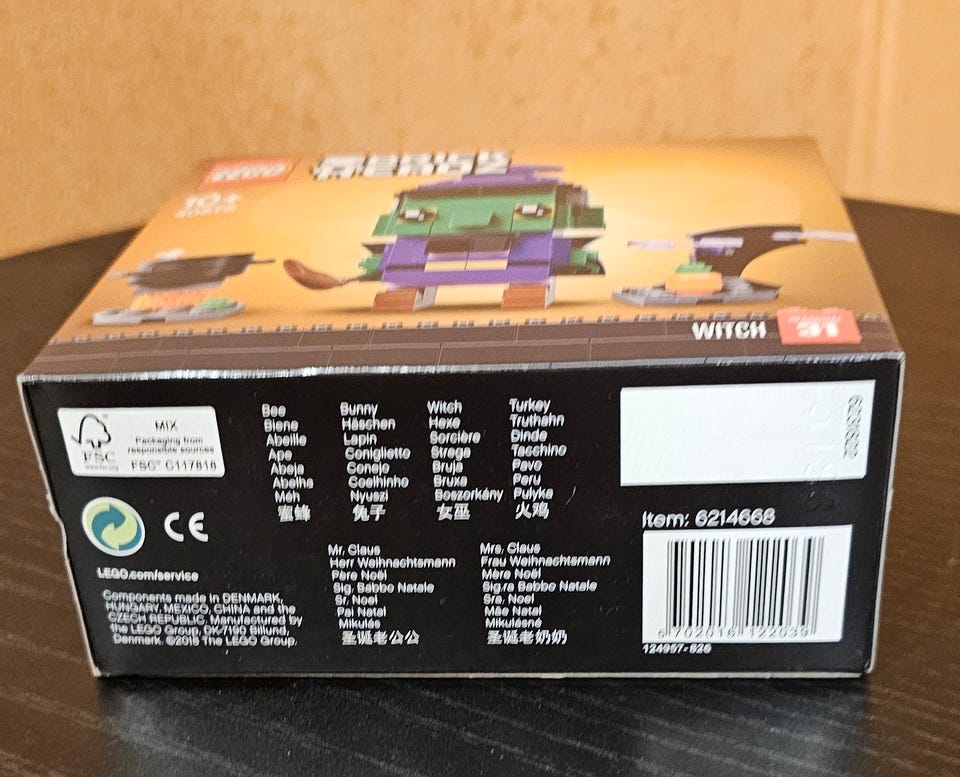 LEGO
BRICK
HEADZ
10+
40272
WITCH
MIX
Packaging from
responsible sources
FSC® C117818
FSC
Bee
Biene
Abeille
Ape
Abeja
Abelha
Méh
蜜蜂
Bunny
Häschen
Lapin
Coniglietto
Conejo
Coelhinho
Nyuszi
兔子
Witch
Hexe
Sorcière
Strega
Bruja
Bruxa
Boszorkány
女巫
Turkey
Truthahn
Dinde
Tacchino
Pavo
Peru
Pulyka
火鸡
CE
LEGO.com/service
Components made in DENMARK,
HUNGARY, MEXICO, CHINA and the
CZECH REPUBLIC. Manufactured by
the LEGO Group, DK-7190 Billund,
Denmark. ©2018 The LEGO Group.
Mr. Claus
Herr Weihnachtsmann
Père Noël
Sig. Babbo Natale
Sr. Noel
Pai Natal
Mikulás
圣诞老公公
Mrs. Claus
Frau Weihnachtsmann
Mère Noël
Sig.ra Babbo Natale
Sra. Noel
Mãe Natal
Mikulásné
圣诞老奶奶
Item: 6214668
5 702016 122039
124957-826